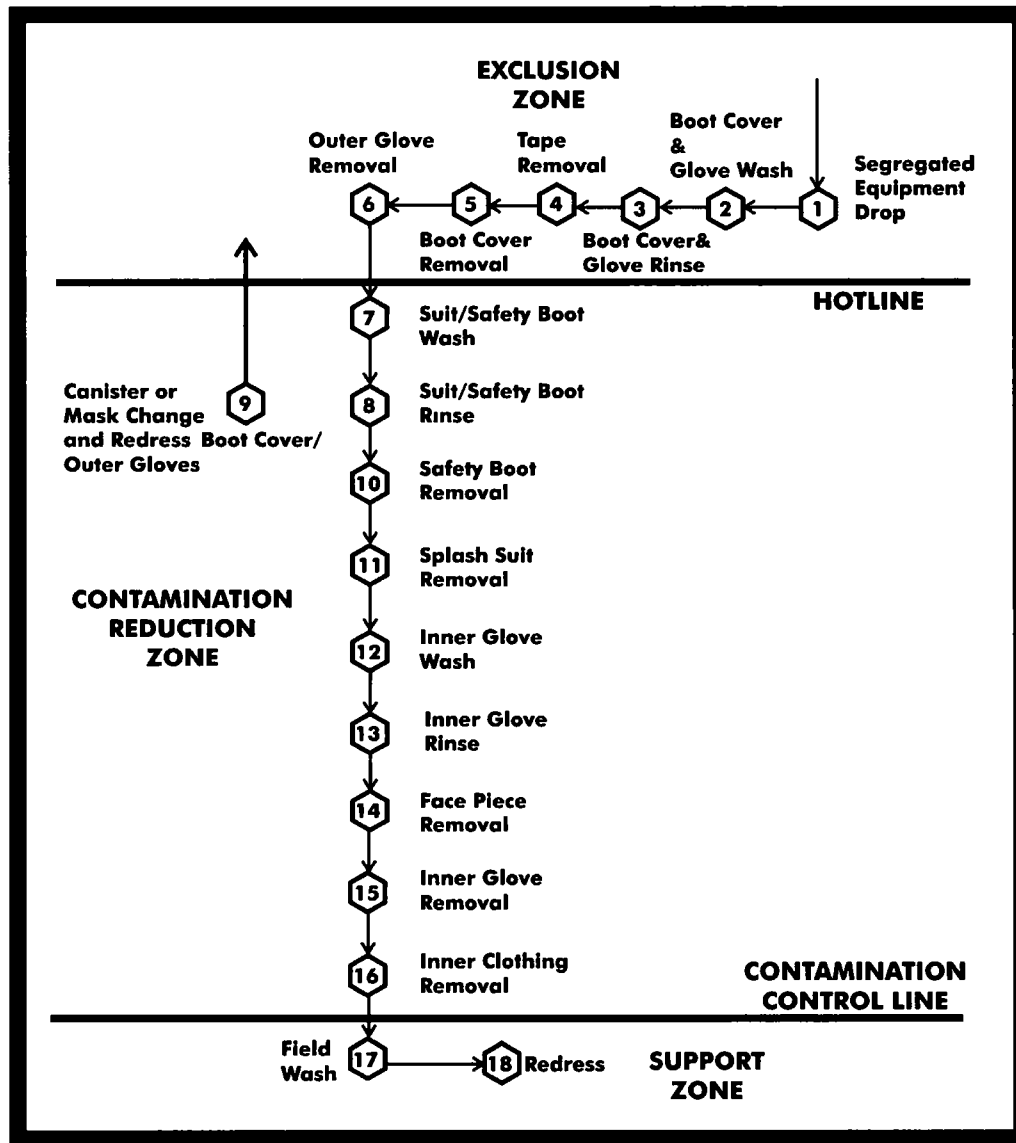 EXCLUSION
ZONE
Outer Glove
Removal
Tape
Removal
Boot Cover
&
Glove Wash
Segregated
Equipment
Drop
6
5
4
3
2
1
Boot Cover
Removal
Boot Cover&
Glove Rinse
HOTLINE
7
Suit/Safety Boot
Wash
Canister or
Mask Change
and Redress Boot Cover/
Outer Gloves
9
8
Suit/Safety Boot
Rinse
10
Safety Boot
Removal
11
Splash Suit
Removal
CONTAMINATION
REDUCTION
ZONE
12
Inner Glove
Wash
13
Inner Glove
Rinse
14
Face Piece
Removal
15
Inner Glove
Removal
16
Inner Clothing
Removal
CONTAMINATION
CONTROL LINE
Field
Wash
17
18
Redress
SUPPORT
ZONE